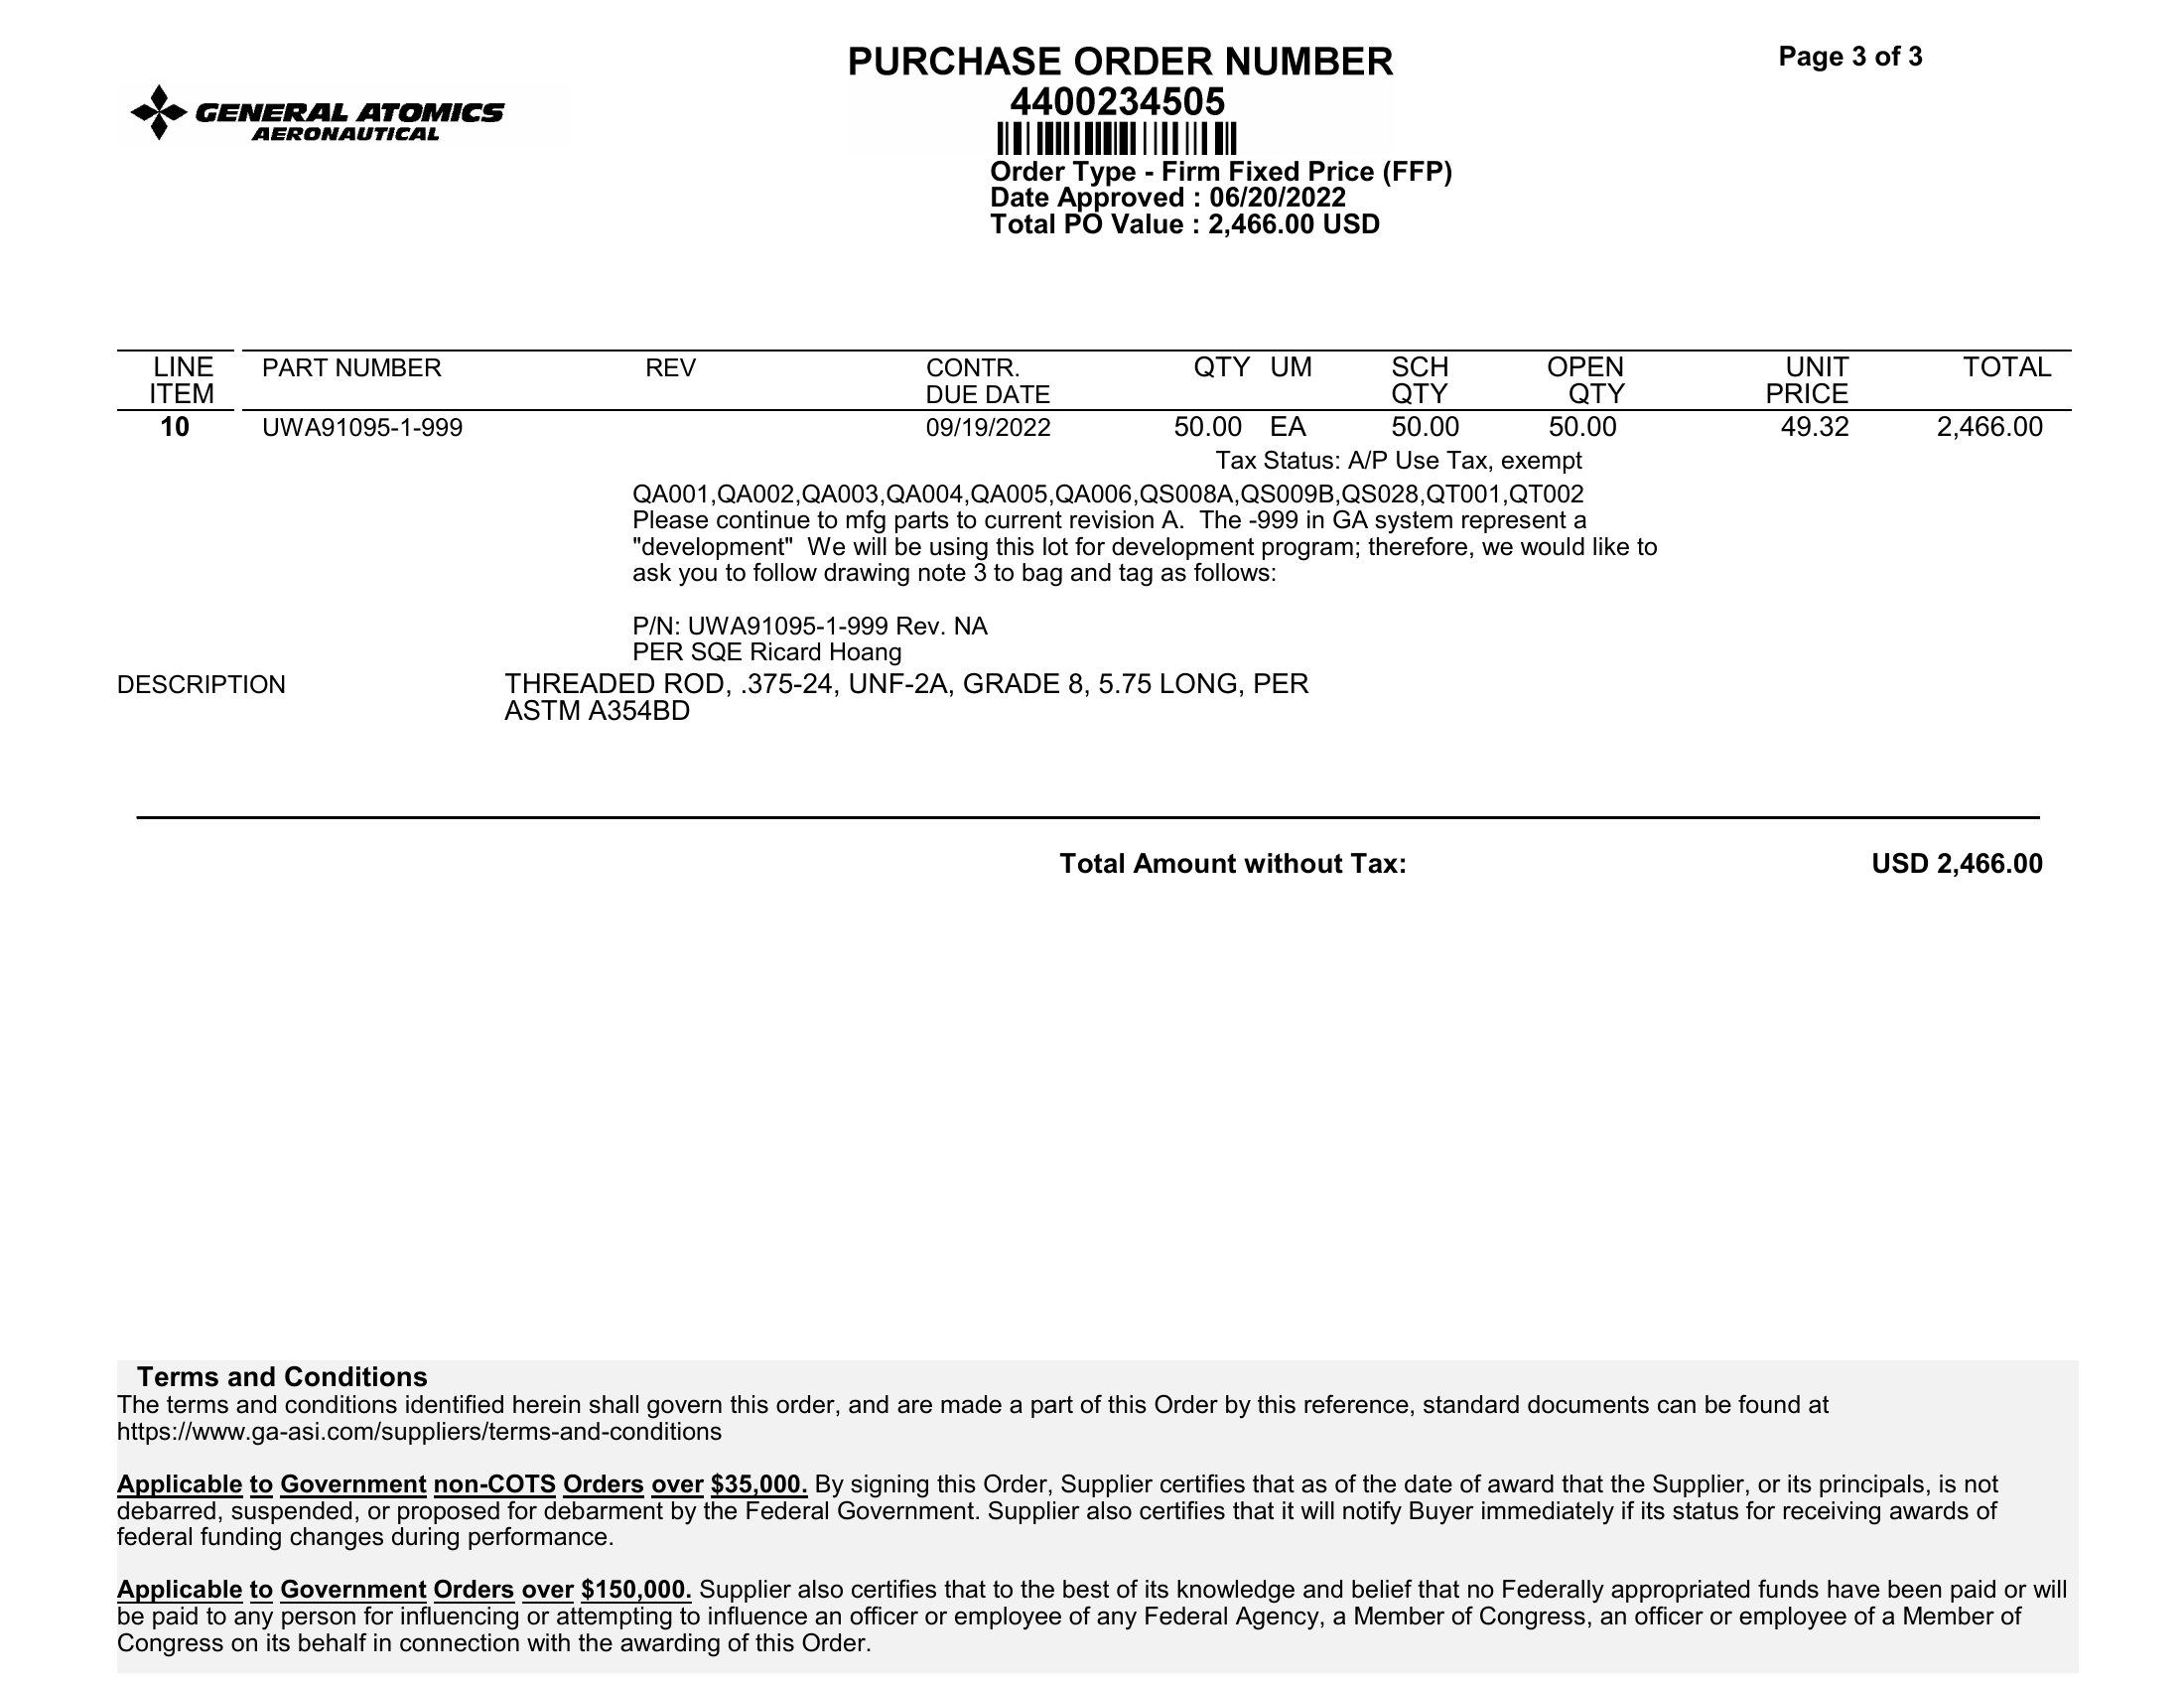 PURCHASE ORDER NUMBER
Page 3 of 3
4400234505
GENERAL ATOMICS
AERONAUTICAL
Order Type - Firm Fixed Price (FFP)
Date Approved : 06/20/2022
Total PO Value : 2,466.00 USD
LINE ITEM PART NUMBER REV CONTR. DUE DATE QTY UM SCH QTY OPEN QTY UNIT PRICE TOTAL
10 UWA91095-1-999 09/19/2022 50.00 EA 50.00 50.00 49.32 2,466.00
Tax Status: A/P Use Tax, exempt
QA001,QA002,QA003,QA004,QA005,QA006,QS008A,QS009B,QS028,QT001,QT002
Please continue to mfg parts to current revision A. The -999 in GA system represent a
"development" We will be using this lot for development program; therefore, we would like to
ask you to follow drawing note 3 to bag and tag as follows:
P/N: UWA91095-1-999 Rev. NA
PER SQE Ricard Hoang
DESCRIPTION THREADED ROD, .375-24, UNF-2A, GRADE 8, 5.75 LONG, PER
ASTM A354BD
Total Amount without Tax: USD 2,466.00
Terms and Conditions
The terms and conditions identified herein shall govern this order, and are made a part of this Order by this reference, standard documents can be found at
https://www.ga-asi.com/suppliers/terms-and-conditions
Applicable to Government non-COTS Orders over $35,000. By signing this Order, Supplier certifies that as of the date of award that the Supplier, or its principals, is not
debarred, suspended, or proposed for debarment by the Federal Government. Supplier also certifies that it will notify Buyer immediately if its status for receiving awards of
federal funding changes during performance.
Applicable to Government Orders over $150,000. Supplier also certifies that to the best of its knowledge and belief that no Federally appropriated funds have been paid or will
be paid to any person for influencing or attempting to influence an officer or employee of any Federal Agency, a Member of Congress, an officer or employee of a Member of
Congress on its behalf in connection with the awarding of this Order.